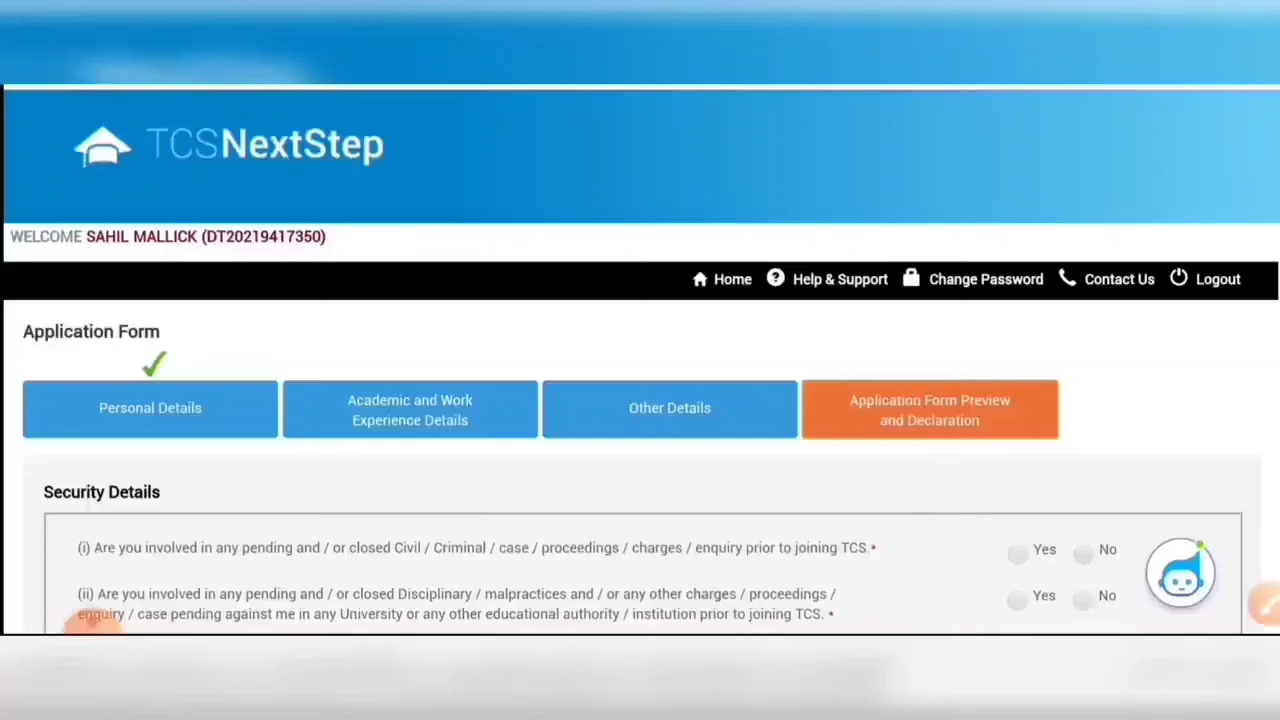 TCSNextStep
WELCOME SAHIL MALLICK (DT20219417350)
Home Help & Support Change Password Contact Us Logout
Application Form
Personal Details
Academic and Work
Experience Details
Other Details
Application Form Preview
and Declaration
Security Details
(i) Are you involved in any pending and / or closed Civil / Criminal / case / proceedings / charges / enquiry prior to joining TCS.* Yes No
(ii) Are you involved in any pending and / or closed Disciplinary / malpractices and / or any other charges / proceedings / Yes No
enquiry / case pending against me in any University or any other educational authority / institution prior to joining TCS. *